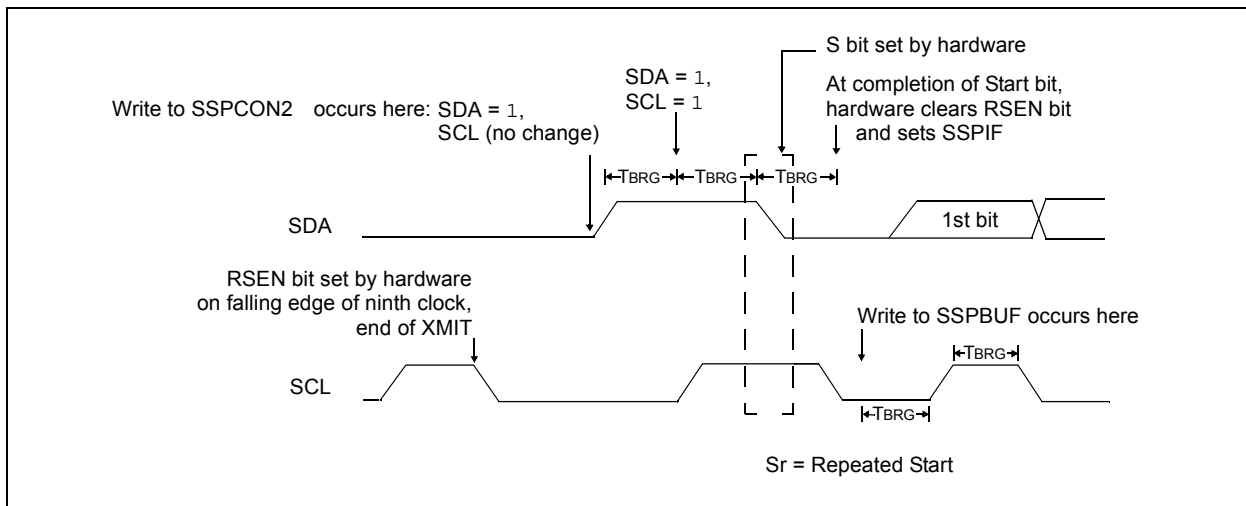 S bit set by hardware
SDA = 1,
SCL = 1
At completion of Start bit,
hardware clears RSEN bit
and sets SSPIF
Write to SSPCON2 occurs here: SDA = 1,
SCL (no change)
TBRG TBRG TBRG
SDA
1st bit
RSEN bit set by hardware
on falling edge of ninth clock,
end of XMIT
Write to SSPBUF occurs here
TBRG
SCL
TBRG
Sr = Repeated Start